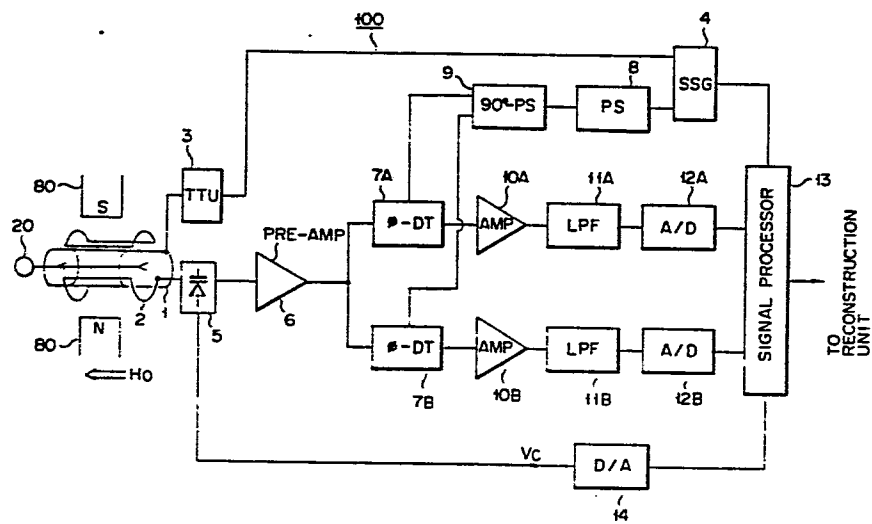 100
4
SSG
9
8
90°-PS
PS
3
TTU
80
S
7A
10A
11A
12A
13
20
ø-DT
AMP
LPF
A/D
PRE-AMP
SIGNAL PROCESSOR
TO RECONSTRUCTION UNIT
2
1
5
6
80
N
ø-DT
AMP
LPF
A/D
Ho
7B
10B
11B
12B
Vc
D/A
14